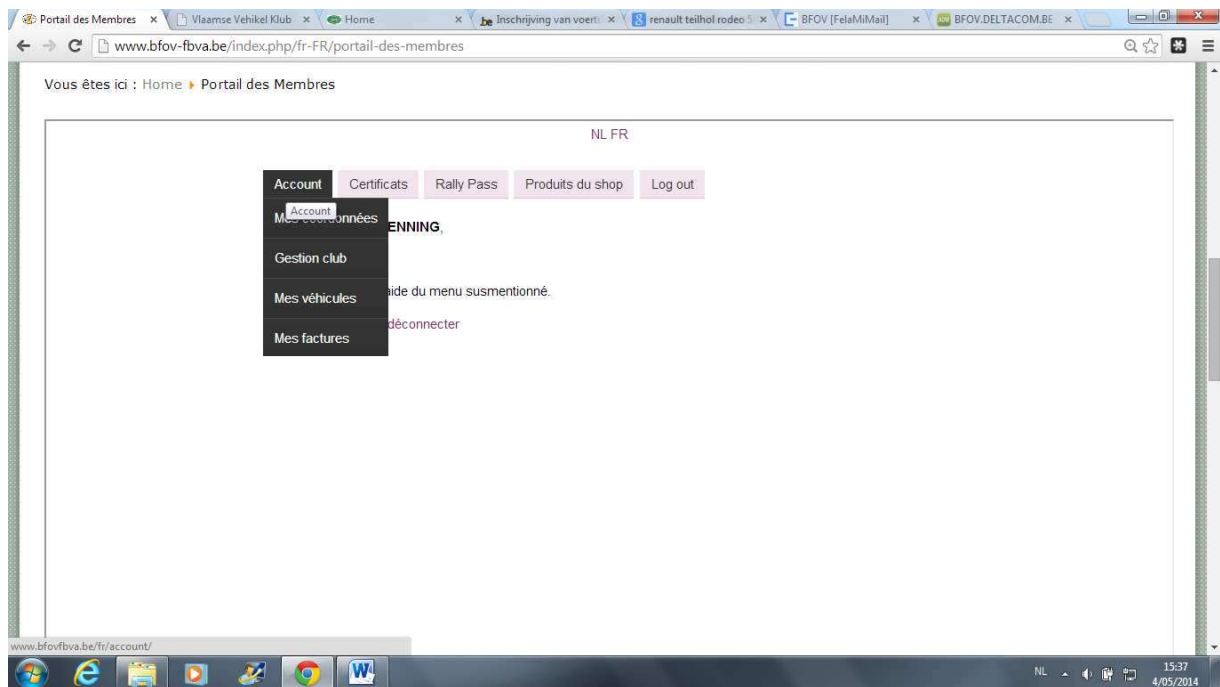 Portail des Membres
Vlaamse Vehikel Klub
Home
be Inschrijving van voert
renault teilhol rodeo 5
BFOV [FelaMiMail]
BFOV.DELTACOM.BE
www.bfov-fbva.be/index.php/fr-FR/portail-des-membres
Vous êtes ici : Home Portail des Membres
NL FR
Account Certificats Rally Pass Produits du shop Log out
Account
Mes coordonnées
ENNING,
Gestion club
aide du menu susmentionné.
Mes véhicules
déconnecter
Mes factures
www.bfovfbva.be/fr/account/
NL
15:37
4/05/2014